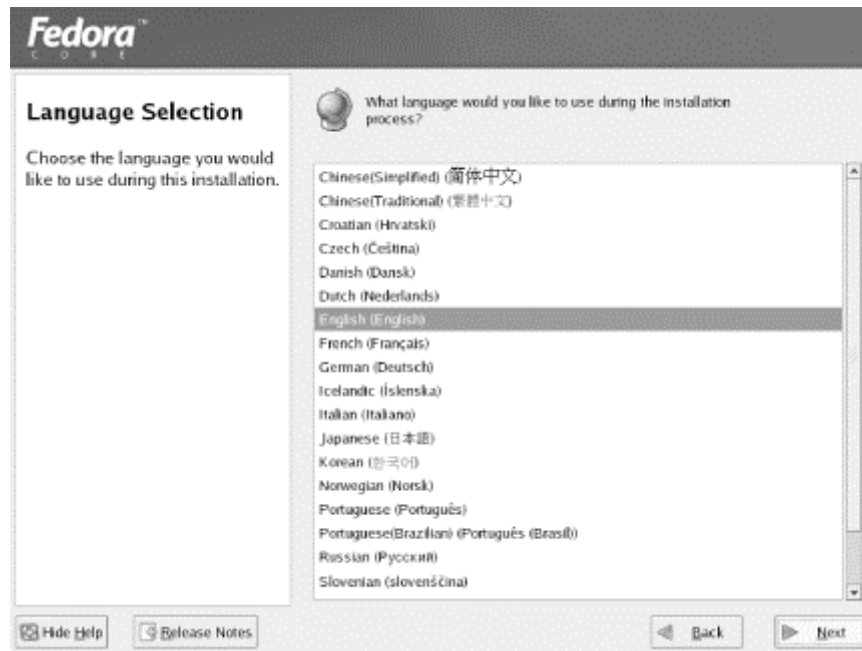 Fedora™
CORE
Language Selection
Choose the language you would
like to use during this installation.
What language would you like to use during the installation
process?
Chinese(Simplified) (简体中文)
Chinese(Traditional) (繁體中文)
Croatian (Hrvatski)
Czech (Čeština)
Danish (Dansk)
Dutch (Nederlands)
English (English)
French (Français)
German (Deutsch)
Icelandic (Íslenska)
Italian (Italiano)
Japanese (日本語)
Korean (한국어)
Norwegian (Norsk)
Portuguese (Português)
Portuguese(Brazilian) (Português (Brasil))
Russian (Русский)
Slovenian (slovenščina)
Hide Help
Release Notes
Back
Next